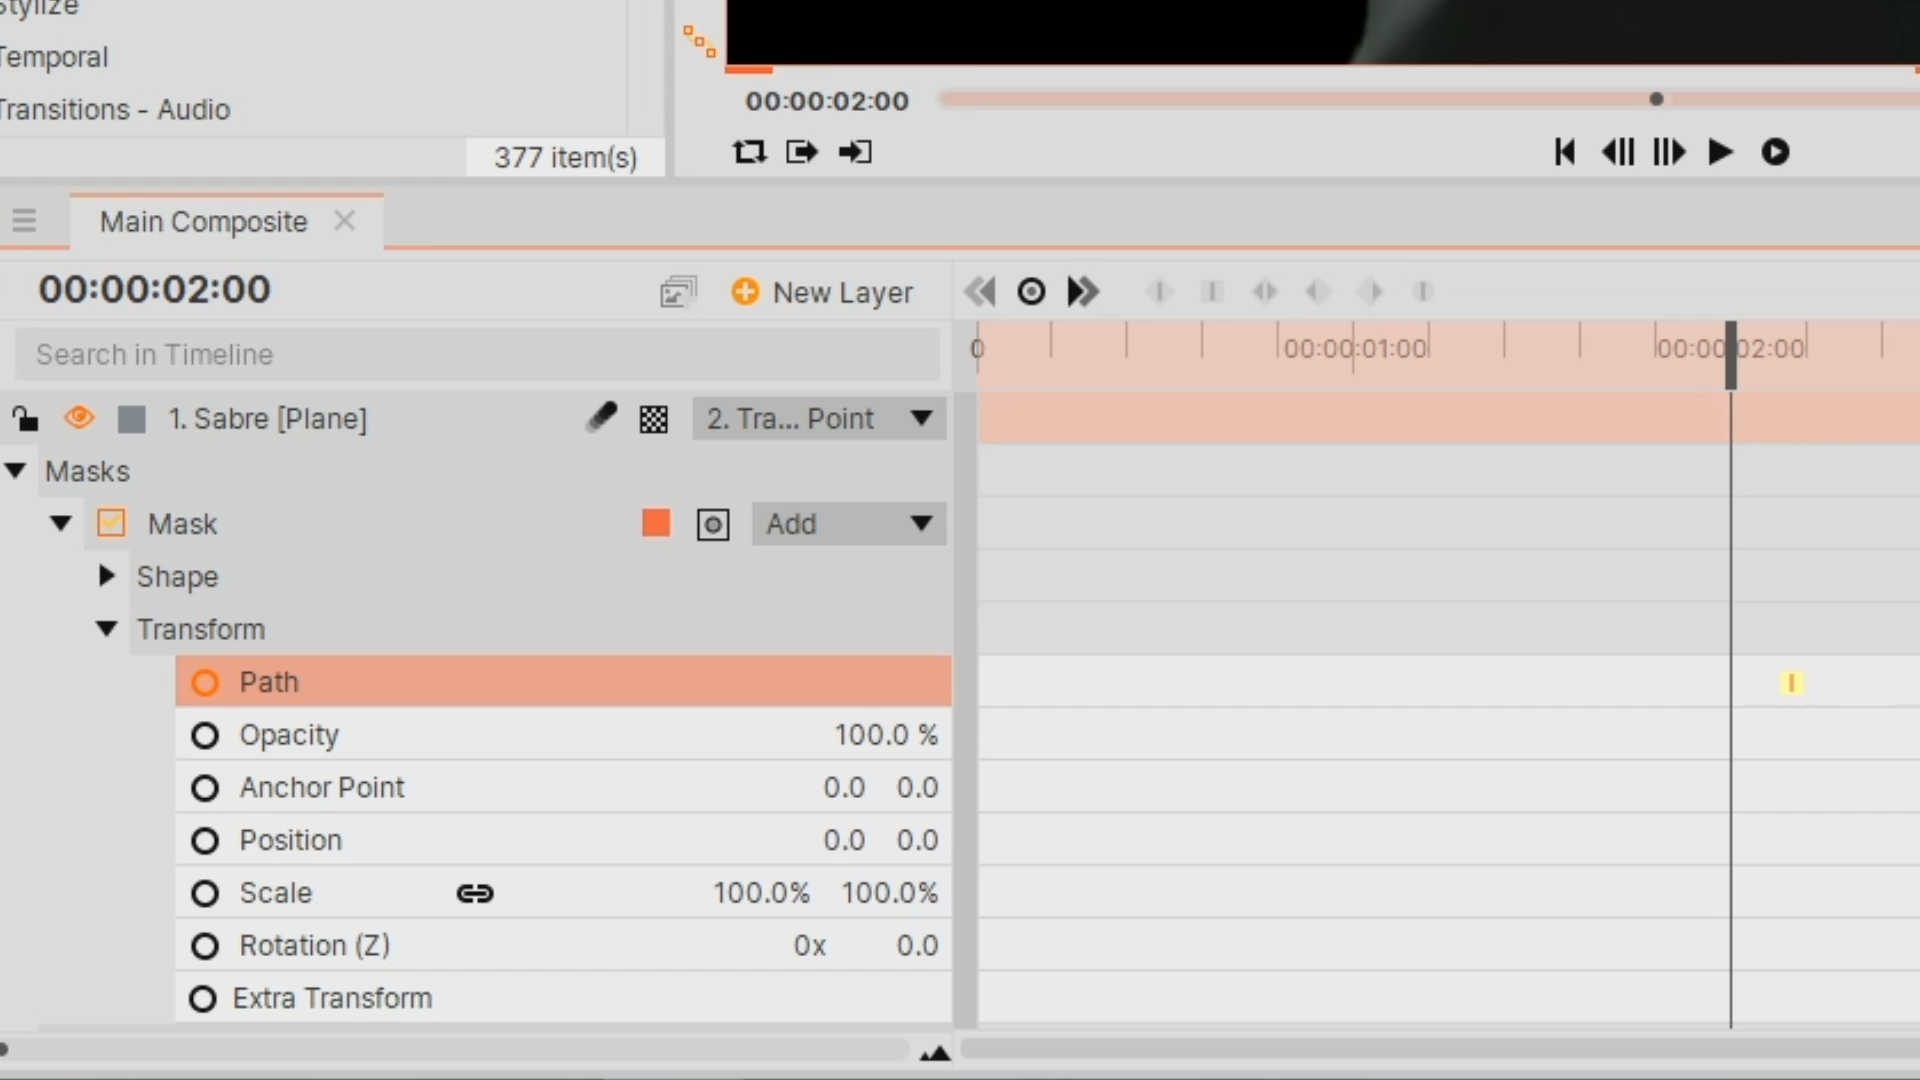 Stylize
Temporal
Transitions - Audio
377 item(s)
00:00:02:00
Main Composite
00:00:02:00
New Layer
Search in Timeline
0
00:00:01:00
00:00:02:00
1. Sabre [Plane]
2. Tra... Point
Masks
Mask
Add
Shape
Transform
Path
Opacity 100.0 %
Anchor Point 0.0 0.0
Position 0.0 0.0
Scale 100.0% 100.0%
Rotation (Z) 0x 0.0
Extra Transform